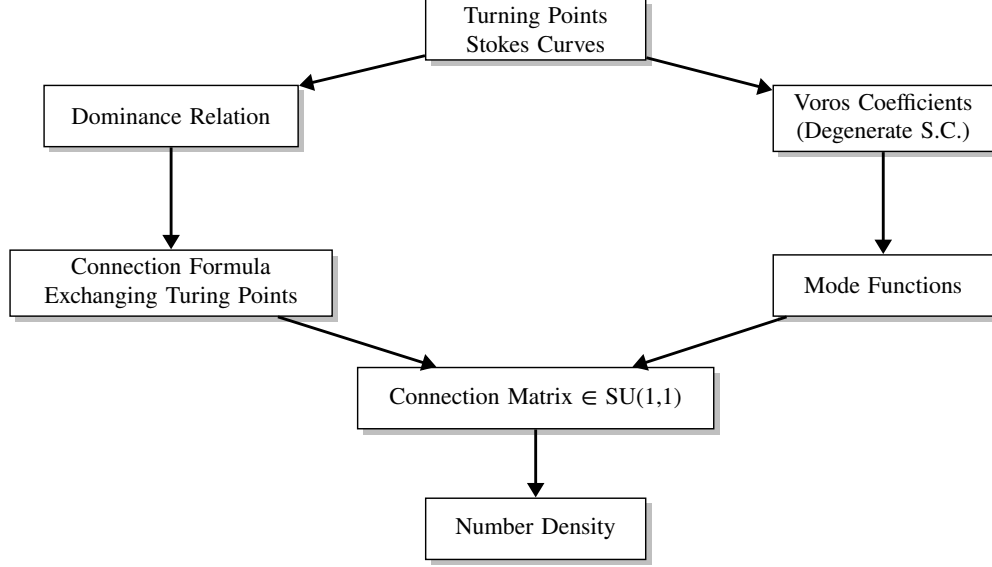 Turning Points
Stokes Curves
Dominance Relation
Voros Coefficients
(Degenerate S.C.)
Connection Formula
Exchanging Turing Points
Mode Functions
Connection Matrix ∈ SU(1,1)
Number Density